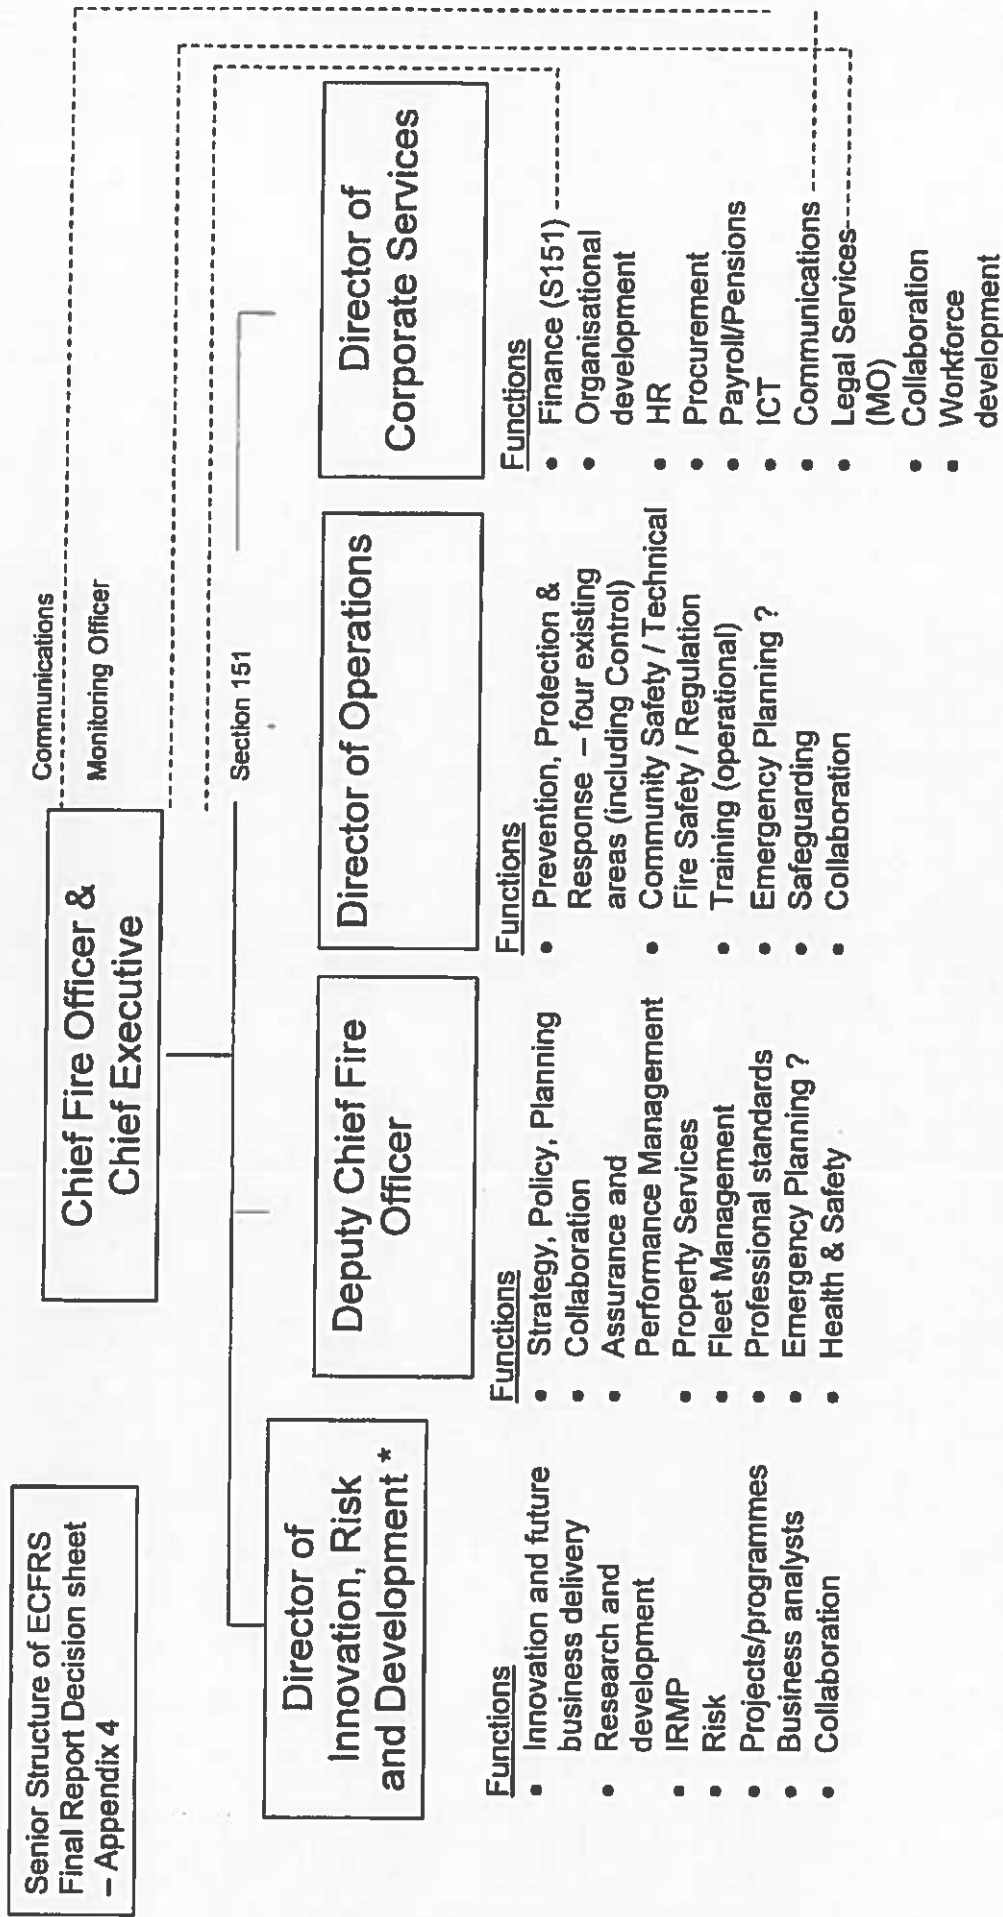 Senior Structure of ECFRS
Final Report Decision sheet
– Appendix 4
Chief Fire Officer &
Chief Executive
Communications
Monitoring Officer
Section 151
Director of
Innovation, Risk
and Development *
Functions
• Innovation and future
business delivery
• Research and
development
• IRMP
• Risk
• Projects/programmes
• Business analysts
• Collaboration
Deputy Chief Fire
Officer
Functions
• Strategy, Policy, Planning
• Collaboration
• Assurance and
Performance Management
• Property Services
• Fleet Management
• Professional standards
• Emergency Planning ?
• Health & Safety
Director of Operations
Functions
• Prevention, Protection &
Response – four existing
areas (including Control)
• Community Safety / Technical
Fire Safety / Regulation
• Training (operational)
• Emergency Planning ?
• Safeguarding
• Collaboration
Director of
Corporate Services
Functions
• Finance (S151)
• Organisational
development
• HR
• Procurement
• Payroll/Pensions
• ICT
• Communications
• Legal Services
(MO)
• Collaboration
• Workforce
development